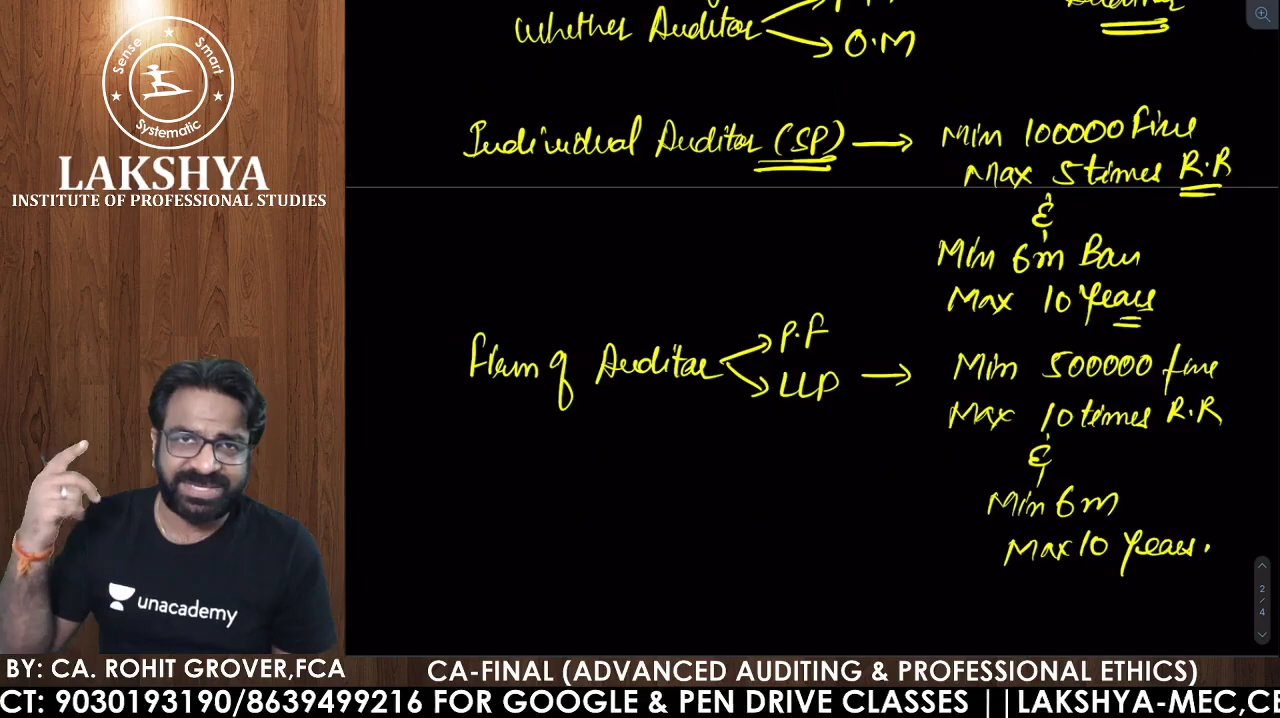 Sense
Smart
Systematic
LAKSHYA
INSTITUTE OF PROFESSIONAL STUDIES
Whether Auditor
O.M
Individual Auditor (SP)
Min 100000 Fine
Max 5 times R.R
&
Min 6m Ban
Max 10 Years
Firm of Auditor
P.F
LLP
Min 500000 fine
Max 10 times R.R
&
Min 6m
Max 10 Years.
unacademy
2
/
4
BY: CA. ROHIT GROVER,FCA
CA-FINAL (ADVANCED AUDITING & PROFESSIONAL ETHICS)
CT: 9030193190/8639499216 FOR GOOGLE & PEN DRIVE CLASSES ||LAKSHYA-MEC,CE